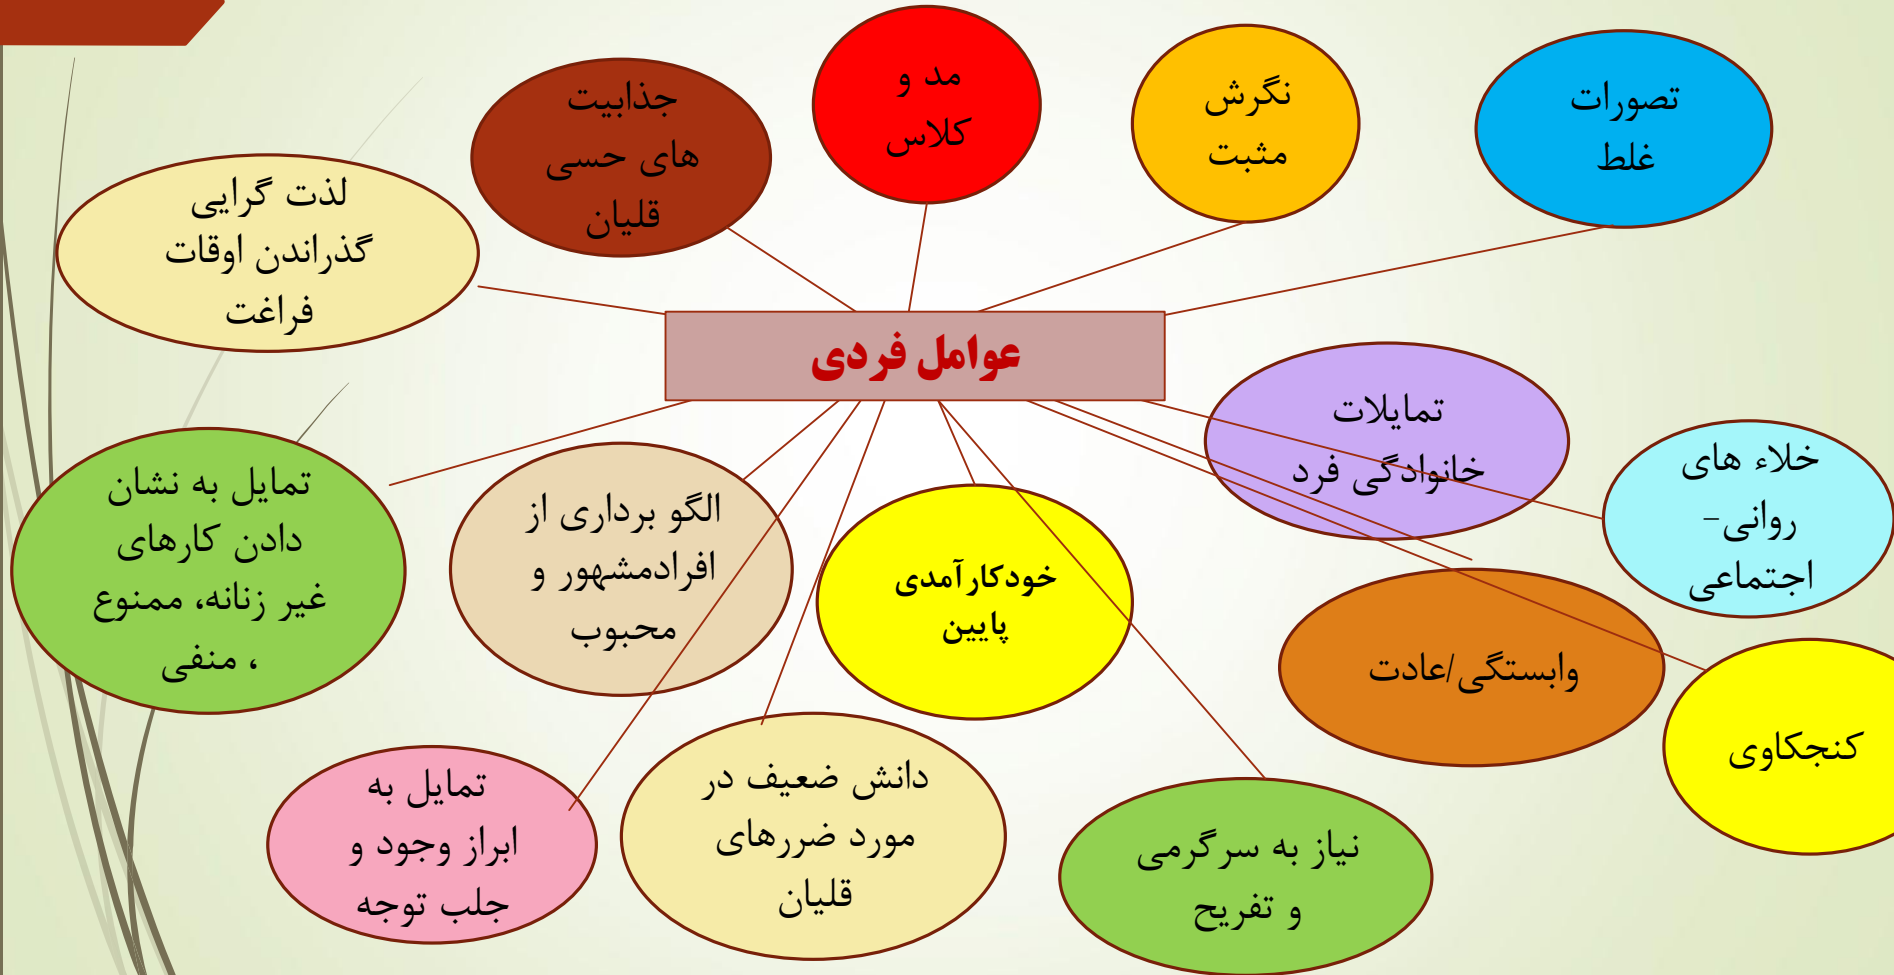 تصورات
غلط
نگرش
مثبت
مد و
کلاس
جذابیت
های حسی
قلیان
لذت گرایی
گذراندن اوقات
فراغت
عوامل فردی
تمایلات
خانوادگی فرد
خلاء های
روانی-
اجتماعی
خودکارآمدی
پایین
الگو برداری از
افرادمشهور و
محبوب
تمایل به نشان
دادن کارهای
غیر زنانه، ممنوع
، منفی
وابستگی/عادت
کنجکاوی
نیاز به سرگرمی
و تفریح
دانش ضعیف در
مورد ضررهای
قلیان
تمایل به
ابراز وجود و
جلب توجه